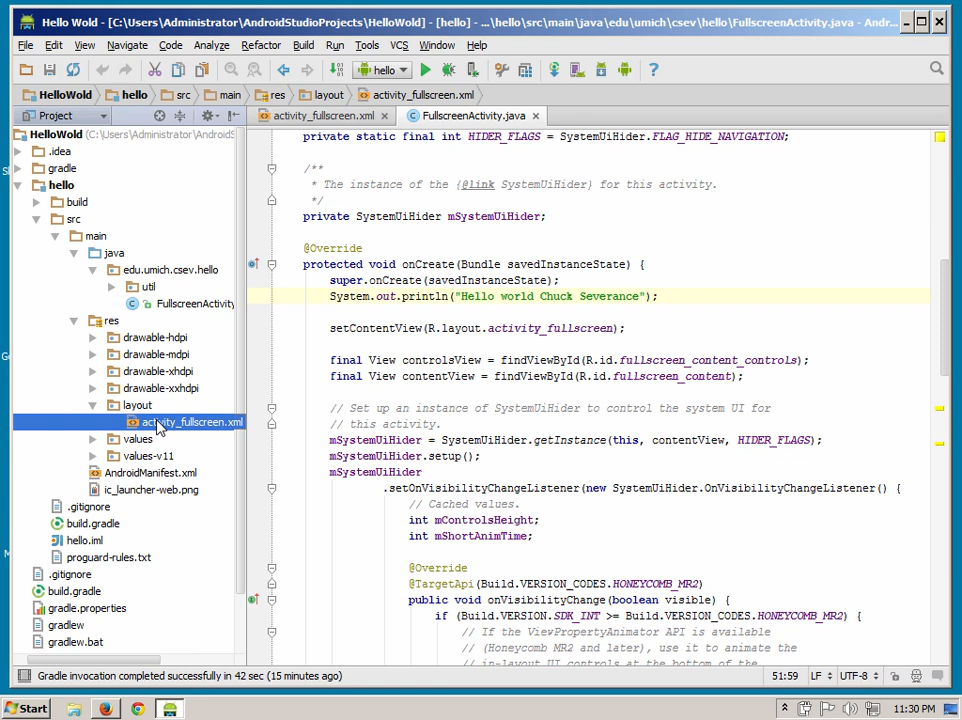 Hello Wold - [C:\Users\Administrator\AndroidStudioProjects\HelloWold] - [hello] - ...\hello\src\main\java\edu\umich\csev\hello\FullscreenActivity.java - Andr...
File Edit View Navigate Code Analyze Refactor Build Run Tools VCS Window Help
hello
HelloWold hello src main res layout activity_fullscreen.xml
Project
activity_fullscreen.xml FullscreenActivity.java
HelloWold (C:\Users\Administrator\AndroidS
.idea
gradle
hello
build
src
main
java
edu.umich.csev.hello
util
FullscreenActivity
res
drawable-hdpi
drawable-mdpi
drawable-xhdpi
drawable-xxhdpi
layout
activity_fullscreen.xml
values
values-v11
AndroidManifest.xml
ic_launcher-web.png
.gitignore
build.gradle
hello.iml
proguard-rules.txt
.gitignore
build.gradle
gradle.properties
gradlew
gradlew.bat
private static final int HIDER_FLAGS = SystemUiHider.FLAG_HIDE_NAVIGATION;
/**
* The instance of the {@link SystemUiHider} for this activity.
*/
private SystemUiHider mSystemUiHider;
@Override
protected void onCreate(Bundle savedInstanceState) {
super.onCreate(savedInstanceState);
System.out.println("Hello world Chuck Severance");
setContentView(R.layout.activity_fullscreen);
final View controlsView = findViewById(R.id.fullscreen_content_controls);
final View contentView = findViewById(R.id.fullscreen_content);
// Set up an instance of SystemUiHider to control the system UI for
// this activity.
mSystemUiHider = SystemUiHider.getInstance(this, contentView, HIDER_FLAGS);
mSystemUiHider.setup();
mSystemUiHider
.setOnVisibilityChangeListener(new SystemUiHider.OnVisibilityChangeListener() {
// Cached values.
int mControlsHeight;
int mShortAnimTime;
@Override
@TargetApi(Build.VERSION_CODES.HONEYCOMB_MR2)
public void onVisibilityChange(boolean visible) {
if (Build.VERSION.SDK_INT >= Build.VERSION_CODES.HONEYCOMB_MR2) {
// If the ViewPropertyAnimator API is available
// (Honeycomb MR2 and later), use it to animate the
// in-layout UI controls at the bottom of the
Gradle invocation completed successfully in 42 sec (15 minutes ago) 51:59 LF UTF-8
Start 11:30 PM